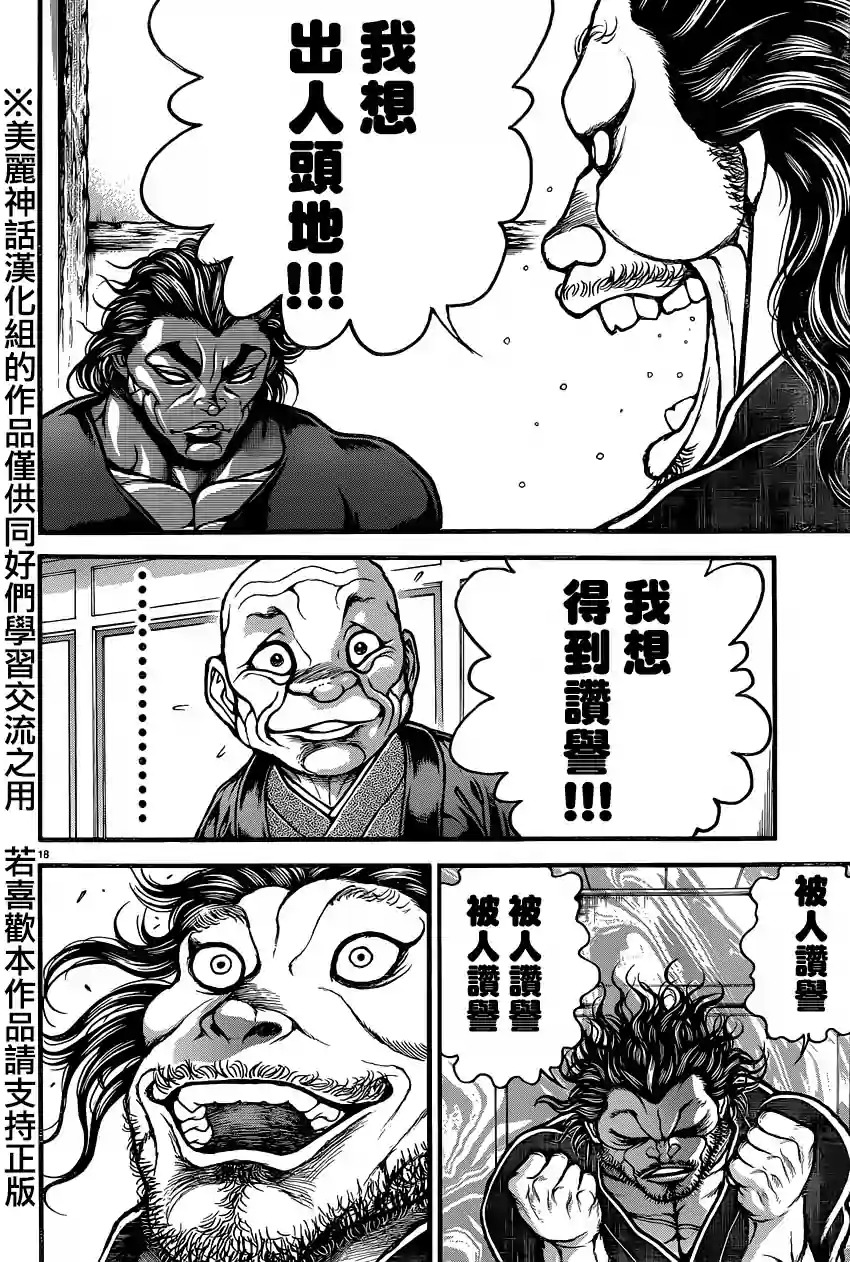 我想
出人頭地!!!
我想
得到讚譽!!!
………
被人讚譽
被人讚譽
被人讚譽
18
※美麗神話漢化組的作品僅供同好們學習交流之用 若喜歡本作品請支持正版